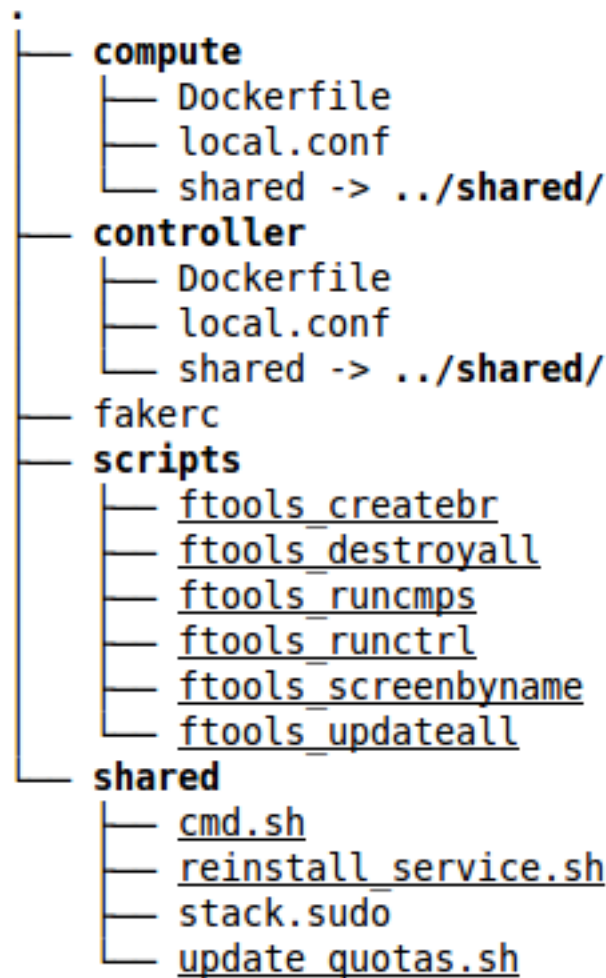 .
├── compute
│   ├── Dockerfile
│   ├── local.conf
│   └── shared -> ../shared/
├── controller
│   ├── Dockerfile
│   ├── local.conf
│   └── shared -> ../shared/
├── fakerc
├── scripts
│   ├── ftools_createbr
│   ├── ftools_destroyall
│   ├── ftools_runcmps
│   ├── ftools_runctrl
│   ├── ftools_screenbyname
│   └── ftools_updateall
└── shared
    ├── cmd.sh
    ├── reinstall_service.sh
    ├── stack.sudo
    └── update_quotas.sh